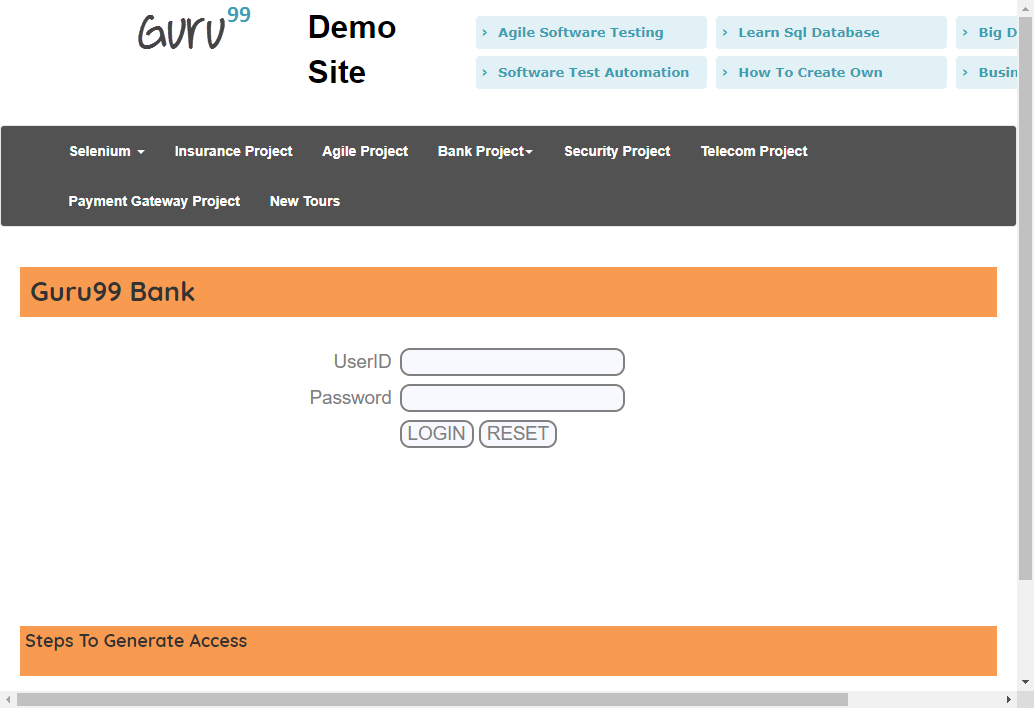 Guru99
Demo
Site
› Agile Software Testing
› Learn Sql Database
› Big D
› Software Test Automation
› How To Create Own
› Busin
Selenium Insurance Project Agile Project Bank Project Security Project Telecom Project
Payment Gateway Project New Tours
Guru99 Bank
UserID
Password
LOGIN RESET
Steps To Generate Access